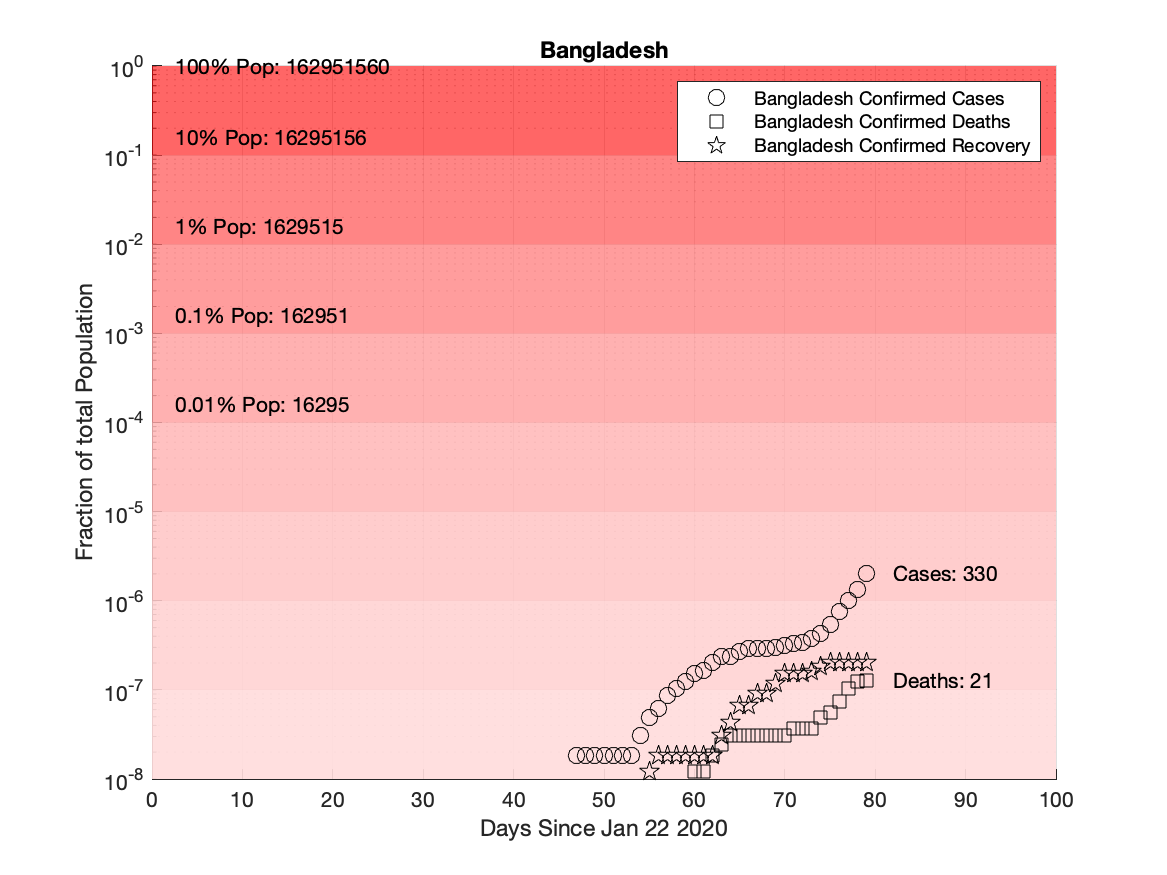 Bangladesh
10^0
100% Pop: 162951560
Bangladesh Confirmed Cases
Bangladesh Confirmed Deaths
Bangladesh Confirmed Recovery
10% Pop: 16295156
10^-1
1% Pop: 1629515
10^-2
0.1% Pop: 162951
10^-3
0.01% Pop: 16295
10^-4
10^-5
Cases: 330
10^-6
Deaths: 21
10^-7
10^-8
Fraction of total Population
0 10 20 30 40 50 60 70 80 90 100
Days Since Jan 22 2020